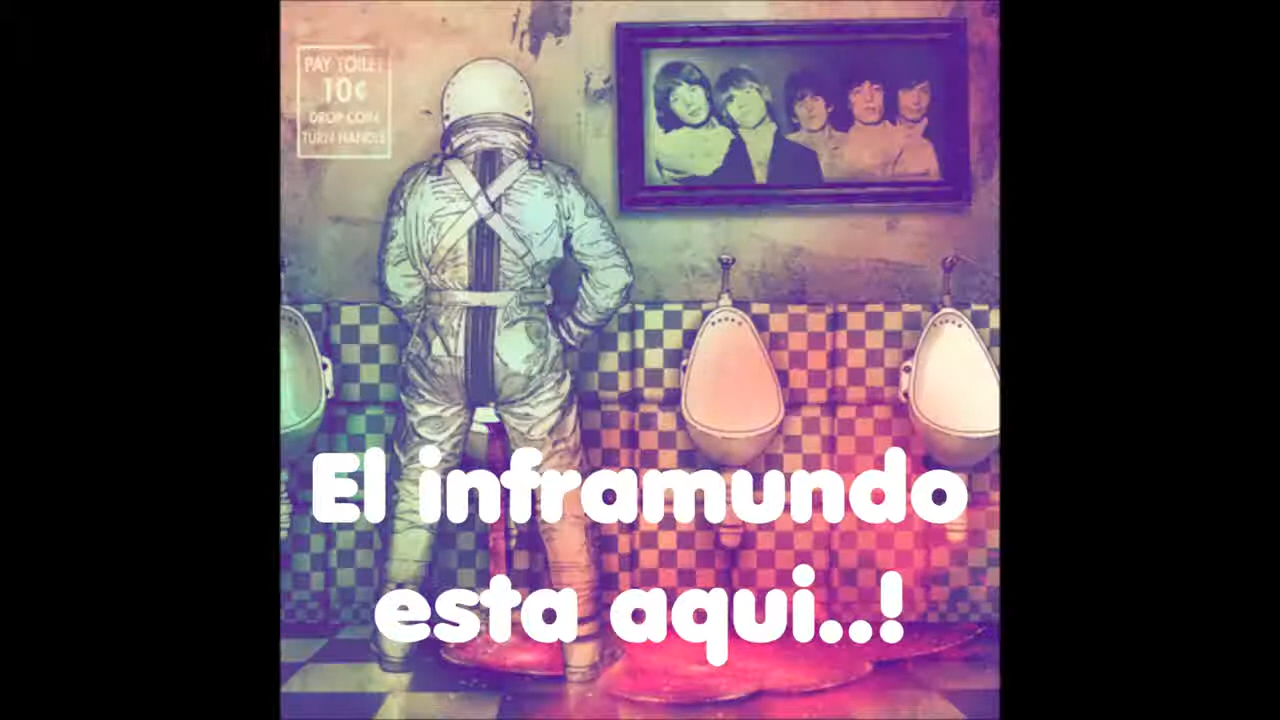 PAY TOILET
10¢
DROP COIN
TURN HANDLE
El inframundo
esta aqui..!